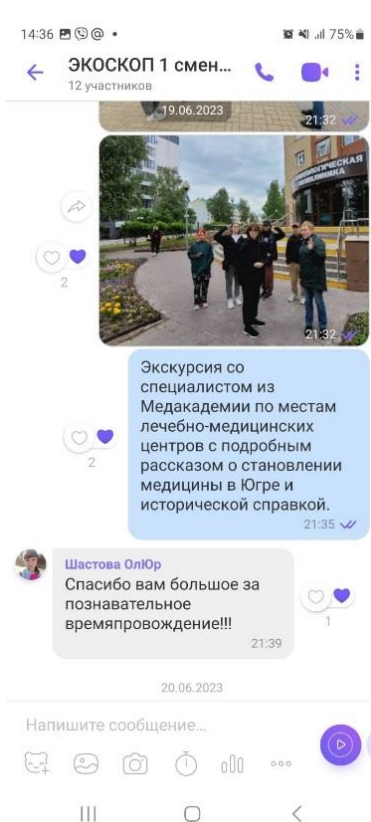 14:36
75%
ЭКОСКОП 1 смен...
12 участников
19.06.2023
21:32
21:32
2
Экскурсия со
специалистом из
Медакадемии по местам
лечебно-медицинских
центров с подробным
рассказом о становлении
медицины в Югре и
исторической справкой.
21:35
2
Шастова ОлЮр
Спасибо вам большое за
познавательное
времяпровождение!!!
21:39
1
20.06.2023
Напишите сообщение...